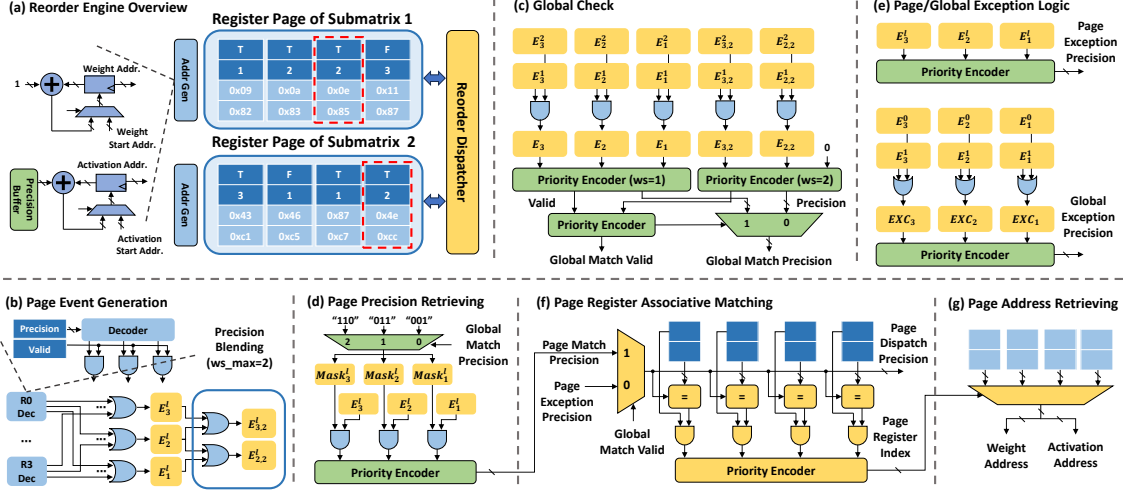 (a) Reorder Engine Overview
1
Weight Addr.
Weight
Start Addr.
Precision
Buffer
Activation Addr.
Activation
Start Addr.
Register Page of Submatrix 1
Addr Gen
T T T F
1 2 2 3
0x09 0x0a 0x0e 0x11
0x82 0x83 0x85 0x87
Register Page of Submatrix 2
Addr Gen
T F T T
3 1 1 2
0x43 0x46 0x87 0x4e
0xc1 0xc5 0xc7 0xcc
Reorder Dispatcher
(c) Global Check
E₃² E₂² E₁² E₃,₂² E₂,₂²
E₃¹ E₂¹ E₁¹ E₃,₂¹ E₂,₂¹
E₃ E₂ E₁ E₃,₂ E₂,₂ 0
Priority Encoder (ws=1) Priority Encoder (ws=2)
Valid Precision
Priority Encoder 1 0
Global Match Valid Global Match Precision
(e) Page/Global Exception Logic
E₃ˡ E₂ˡ E₁ˡ
Priority Encoder
Page
Exception
Precision
E₃⁰ E₂⁰ E₁⁰
E₃¹ E₂¹ E₁¹
EXC₃ EXC₂ EXC₁
Priority Encoder
Global
Exception
Precision
(b) Page Event Generation
Precision Decoder
Valid
Precision
Blending
(ws_max=2)
R0
Dec
...
R3
Dec
...
...
...
E₃ˡ
E₂ˡ
E₁ˡ
E₃,₂ˡ
E₂,₂ˡ
(d) Page Precision Retrieving
“110” “011” “001”
2 1 0
Global
Match
Precision
Mask₃ˡ Mask₂ˡ Mask₁ˡ
E₃ˡ E₂ˡ E₁ˡ
Priority Encoder
(f) Page Register Associative Matching
Page Match
Precision
1
0
Page
Exception
Precision
Global
Match Valid
Page
Dispatch
Precision
= = = =
Page
Register
Index
Priority Encoder
(g) Page Address Retrieving
Weight
Address
Activation
Address